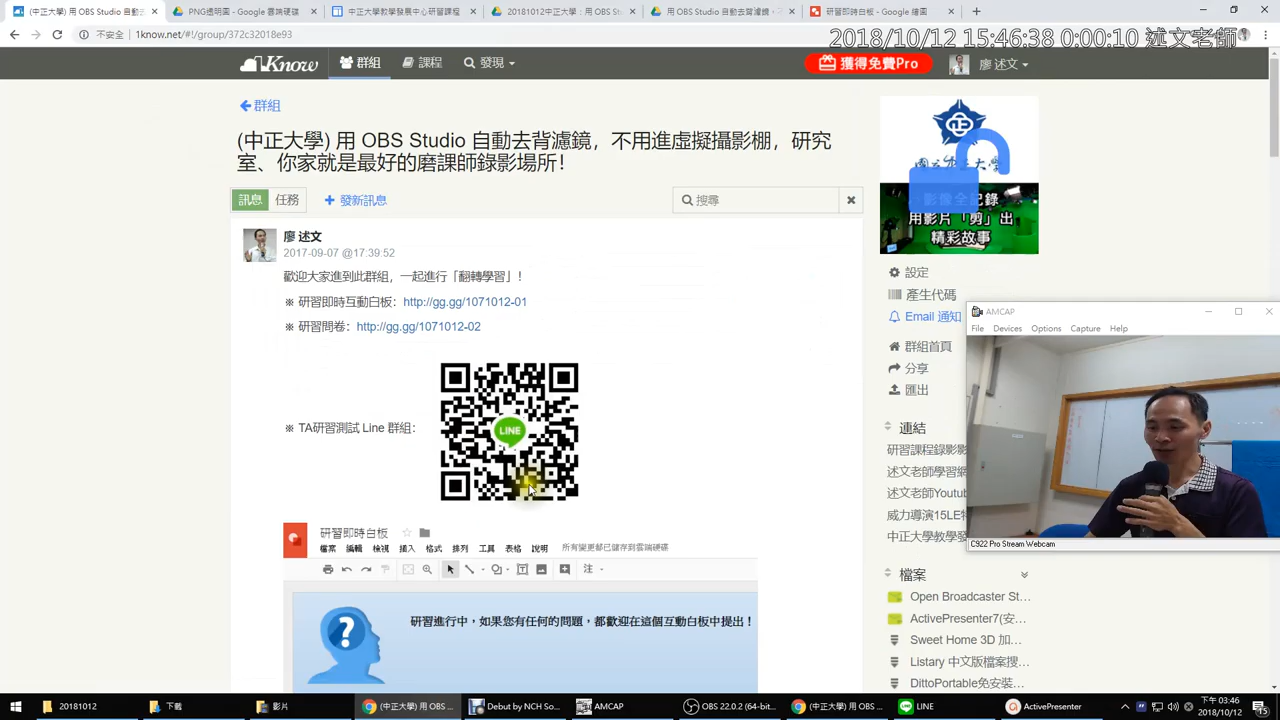 (中正大學) 用 OBS 自動去
PNG透明圖 - Google 雲端硬碟
中正大學教學發展中心研習課程
20181012中正大學：用 OBS St
用 OBS Studio 自動去背濾鏡，不
研習即時白板 - Google 繪圖
不安全
1know.net/#!/group/372c32018e93
2018/10/12 15:46:38 0:00:10 述文老師
1Know
群組
課程
發現
獲得免費Pro
廖 述文
群組
(中正大學) 用 OBS Studio 自動去背濾鏡，不用進虛擬攝影棚，研究
室、你家就是最好的磨課師錄影場所！
訊息
任務
發新訊息
搜尋
廖 述文
2017-09-07 @17:39:52
歡迎大家進到此群組，一起進行「翻轉學習」！
※ 研習即時互動白板：http://gg.gg/1071012-01
※ 研習問卷：http://gg.gg/1071012-02
※ TA研習測試 Line 群組：
LINE
研習即時白板
檔案 編輯 檢視 插入 格式 排列 工具 表格 說明 所有變更都已儲存到雲端硬碟
注
研習進行中，如果您有任何的問題，都歡迎在這個互動白板中提出！
影像全記錄
用影片「剪」出
精彩故事
設定
產生代碼
Email 通知
群組首頁
分享
匯出
連結
研習課程錄影影
述文老師學習網
述文老師Youtub
威力導演15LE特
中正大學教學發
AMCAP
File Devices Options Capture Help
C922 Pro Stream Webcam
檔案
Open Broadcaster St...
ActivePresenter7(安...
Sweet Home 3D 加...
Listary 中文版檔案搜...
DittoPortable免安裝...
20181012
下載
影片
(中正大學) 用 OBS ...
Debut by NCH So...
AMCAP
OBS 22.0.2 (64-bit...
(中正大學) 用 OBS ...
LINE
ActivePresenter
下午 03:46
2018/10/12
15